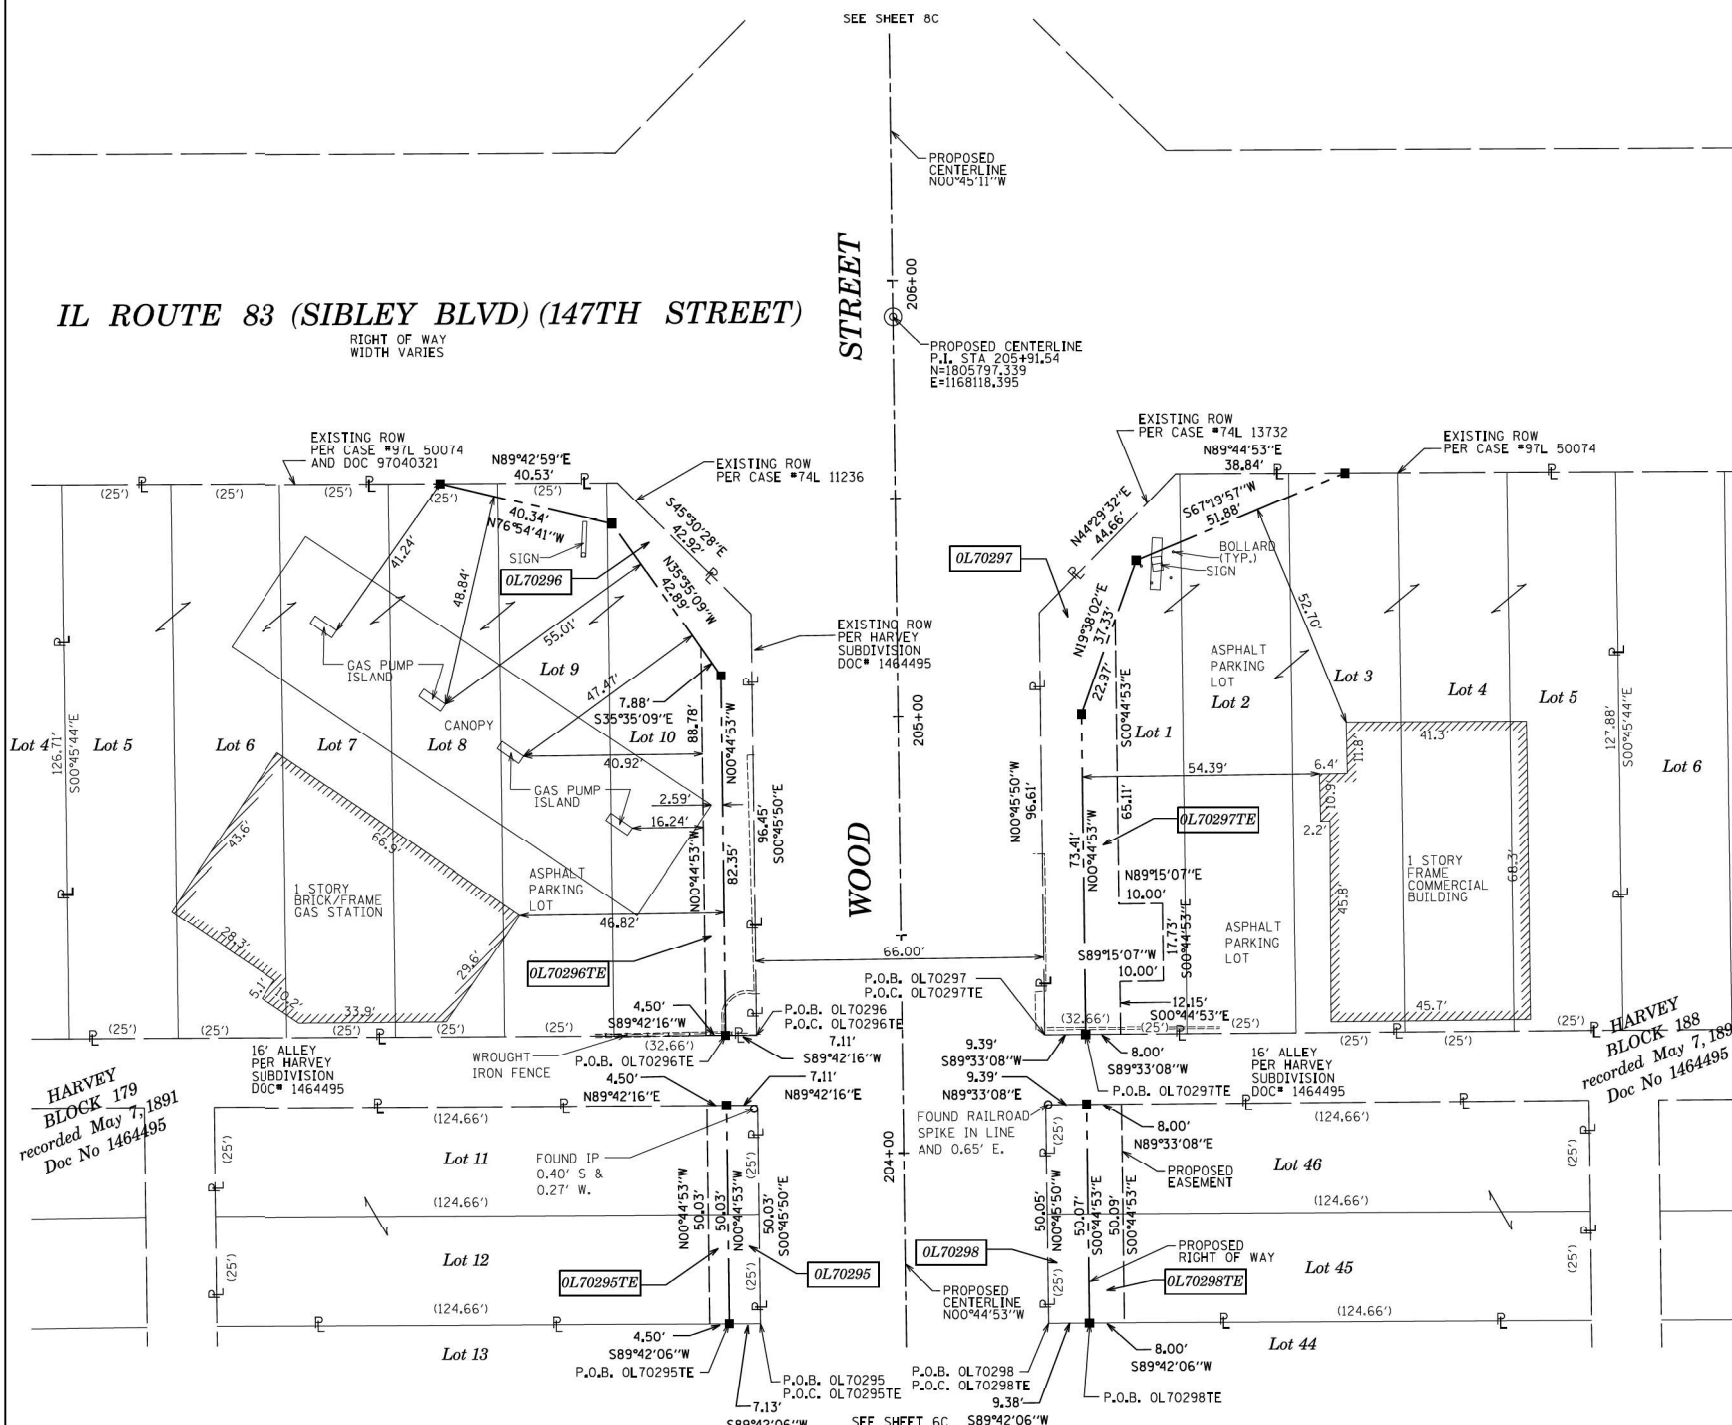 SEE SHEET 8C
PROPOSED
CENTERLINE
N00°45'11"W
STREET
206+00
IL ROUTE 83 (SIBLEY BLVD) (147TH STREET)
RIGHT OF WAY
WIDTH VARIES
PROPOSED CENTERLINE
P.I. STA 205+91.54
N=1805797.339
E=1168118.395
EXISTING ROW
PER CASE #97L 50074
AND DOC 97040321
N89°42'59"E
40.53'
EXISTING ROW
PER CASE #74L 11236
EXISTING ROW
PER CASE #74L 13732
N89°44'53"E
38.84'
EXISTING ROW
PER CASE #97L 50074
(25')
(25')
(25')
(25')
(25')
40.34'
N76°54'41"W
SIGN
S45°30'28"E
42.92'
0L70296
N35°35'09"W
42.89'
41.24'
48.84'
55.01'
47.47'
GAS PUMP
ISLAND
Lot 9
7.88'
S35°35'09"E
CANOPY
Lot 10
88.78'
N00°44'53"W
40.92'
GAS PUMP
ISLAND
2.59'
16.24'
N00°44'53"W
82.35'
96.45'
S00°45'50"E
EXISTING ROW
PER HARVEY
SUBDIVISION
DOC# 1464495
205+00
N44°29'32"E
44.66'
S67°19'57"W
51.88'
0L70297
BOLLARD
(TYP.)
SIGN
N19°38'02"E
37.33'
22.97'
52.70'
S00°44'53"E
65.11'
ASPHALT
PARKING
LOT
Lot 1
Lot 2
Lot 3
Lot 4
Lot 5
Lot 6
127.88'
S00°45'44"E
Lot 4
126.71'
S00°45'44"E
Lot 5
Lot 6
Lot 7
Lot 8
41.3'
11.8'
6.4'
10.9'
2.2'
54.39'
0L70297TE
N00°45'50"W
96.61'
73.41'
N00°44'53"W
N89°15'07"E
10.00'
17.73'
S00°44'53"E
S89°15'07"W
10.00'
12.15'
S00°44'53"E
45.8'
68.3'
45.7'
1 STORY
FRAME
COMMERCIAL
BUILDING
ASPHALT
PARKING
LOT
WOOD
66.00'
43.6'
66.9'
1 STORY
BRICK/FRAME
GAS STATION
ASPHALT
PARKING
LOT
46.82'
28.3'
5.1'
10.2'
33.9'
29.6'
0L70296TE
4.50'
S89°42'16"W
(32.66')
P.O.B. OL70296TE
P.O.B. OL70297
P.O.C. OL70297TE
P.O.B. OL70296
P.O.C. OL70296TE
7.11'
S89°42'16"W
(25')
(25')
(25')
(25')
(25')
16' ALLEY
PER HARVEY
SUBDIVISION
DOC# 1464495
WROUGHT
IRON FENCE
4.50'
N89°42'16"E
7.11'
N89°42'16"E
(32.66')
(25')
(25')
(25')
(25')
(25')
9.39'
S89°33'08"W
8.00'
S89°33'08"W
9.39'
N89°33'08"E
P.O.B. OL70297TE
16' ALLEY
PER HARVEY
SUBDIVISION
DOC# 1464495
HARVEY
BLOCK 188
recorded May 7, 189
Doc No 1464495
HARVEY
BLOCK 179
recorded May 7, 1891
Doc No 1464495
(124.66')
(25')
Lot 11
FOUND IP
0.40' S &
0.27' W.
(25')
FOUND RAILROAD
SPIKE IN LINE
AND 0.65' E.
(25')
8.00'
N89°33'08"E
PROPOSED
EASEMENT
(124.66')
Lot 46
(25')
204+00
(124.66')
N00°44'53"W
50.03'
50.03'
N00°44'53"W
50.03'
S00°45'50"E
50.05'
N00°45'50"W
50.07'
S00°44'53"E
50.09'
S00°44'53"E
(124.66')
(25')
Lot 12
0L70295TE
0L70295
(25')
0L70298
(25')
PROPOSED
RIGHT OF WAY
0L70298TE
Lot 45
(25')
PROPOSED
CENTERLINE
N00°44'53"W
(124.66')
(124.66')
Lot 13
4.50'
S89°42'06"W
P.O.B. OL70295TE
P.O.B. OL70295
P.O.C. OL70295TE
7.13'
S89°42'06"W
P.O.B. OL70298
P.O.C. OL70298TE
9.38'
S89°42'06"W
8.00'
S89°42'06"W
P.O.B. OL70298TE
Lot 44
SEE SHEET 6C